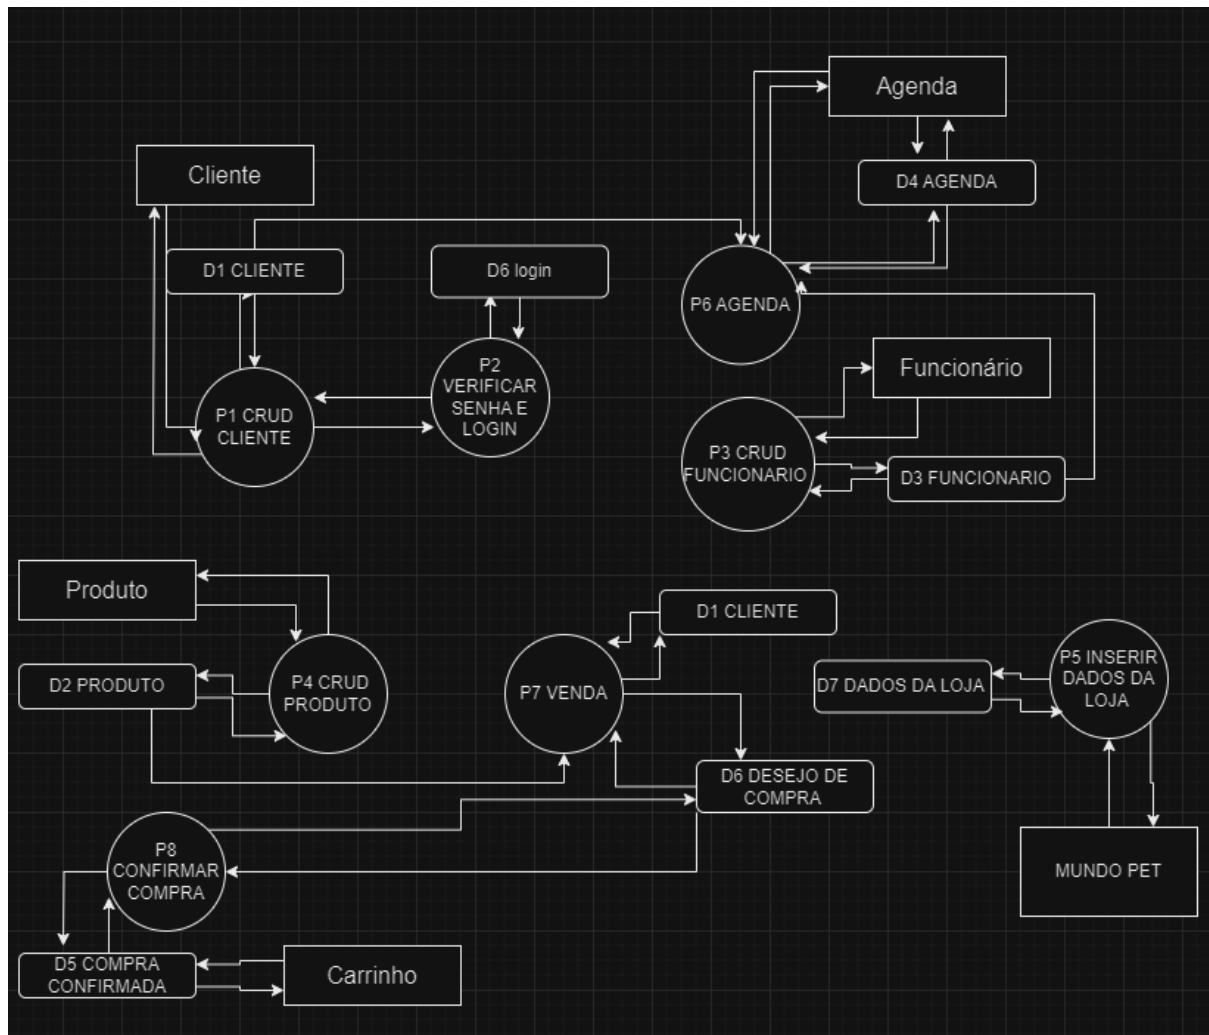 Agenda
Cliente
D4 AGENDA
D1 CLIENTE
D6 login
P6 AGENDA
P2
VERIFICAR
SENHA E
LOGIN
Funcionário
P1 CRUD
CLIENTE
P3 CRUD
FUNCIONARIO
D3 FUNCIONARIO
Produto
D1 CLIENTE
P5 INSERIR
DADOS DA
LOJA
D2 PRODUTO
P4 CRUD
PRODUTO
P7 VENDA
D7 DADOS DA LOJA
D6 DESEJO DE
COMPRA
P8
CONFIRMAR
COMPRA
MUNDO PET
D5 COMPRA
CONFIRMADA
Carrinho